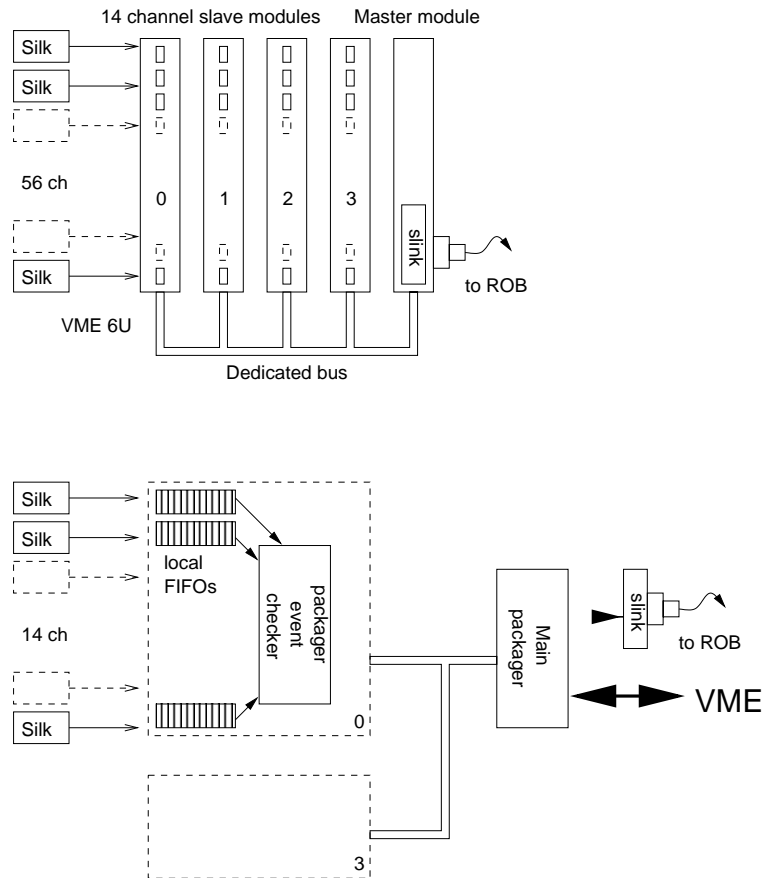 14 channel slave modules
Master module
Silk
Silk
56 ch
0
1
2
3
slink
to ROB
Silk
VME 6U
Dedicated bus
Silk
Silk
local
FIFOs
packager
event
checker
14 ch
Silk
0
Main
packager
slink
to ROB
VME
3